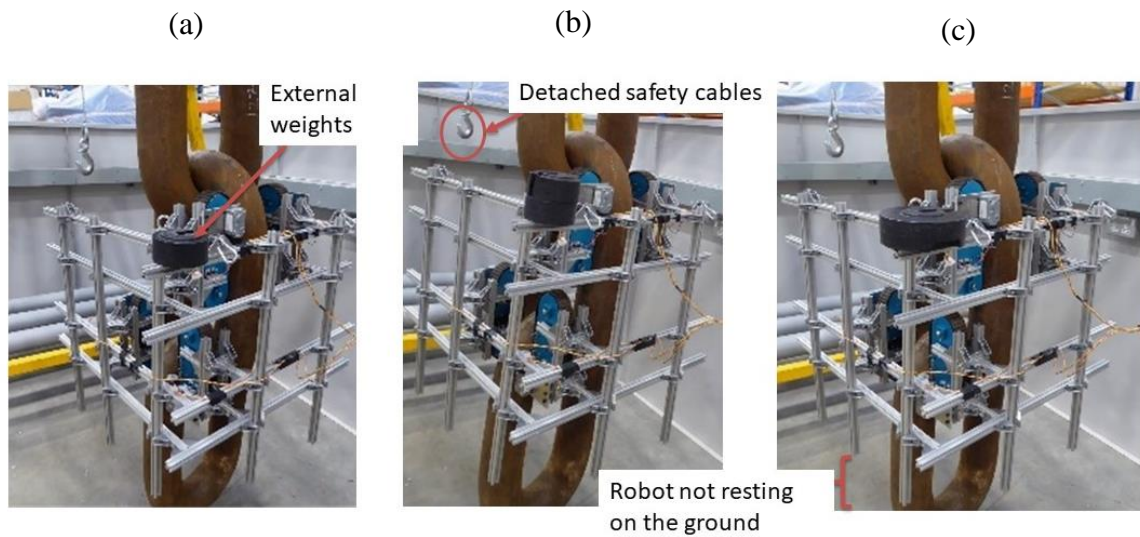 (a)
(b)
(c)
External
weights
Detached safety cables
Robot not resting
on the ground